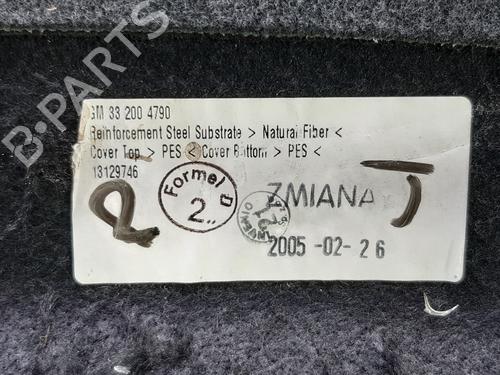 B-PARTS
GM 33 200 4790
Reinforcement Steel Substrate > Natural Fiber <
Cover Top > PES < Cover Bottom > PES <
13129746
Formel D
2..
ZMIANA
2005-02-26